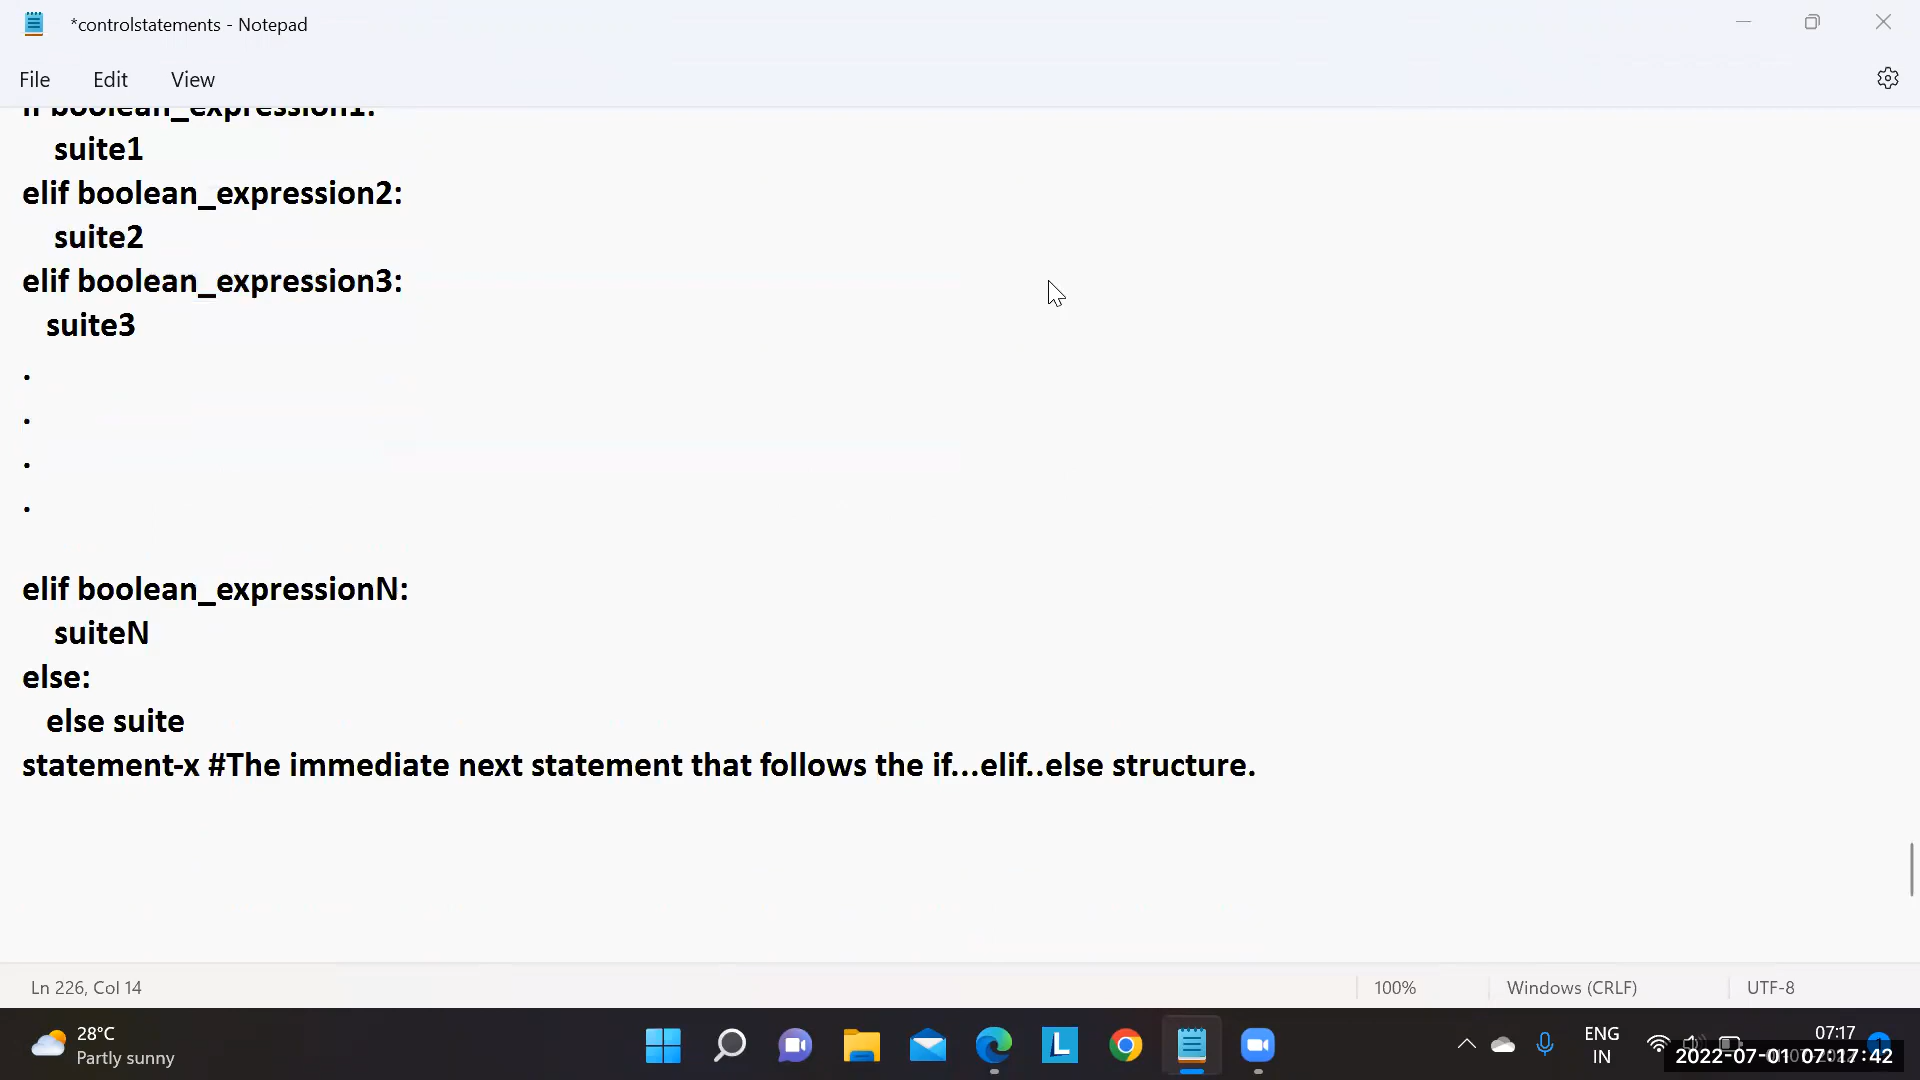 *controlstatements - Notepad
File Edit View
if boolean_expression1:
suite1
elif boolean_expression2:
suite2
elif boolean_expression3:
suite3
.
.
.
.
elif boolean_expressionN:
suiteN
else:
else suite
statement-x #The immediate next statement that follows the if...elif..else structure.
Ln 226, Col 14 100% Windows (CRLF) UTF-8
28°C
Partly sunny
L
ENG
IN
07:17
2022-07-01 07:17:42